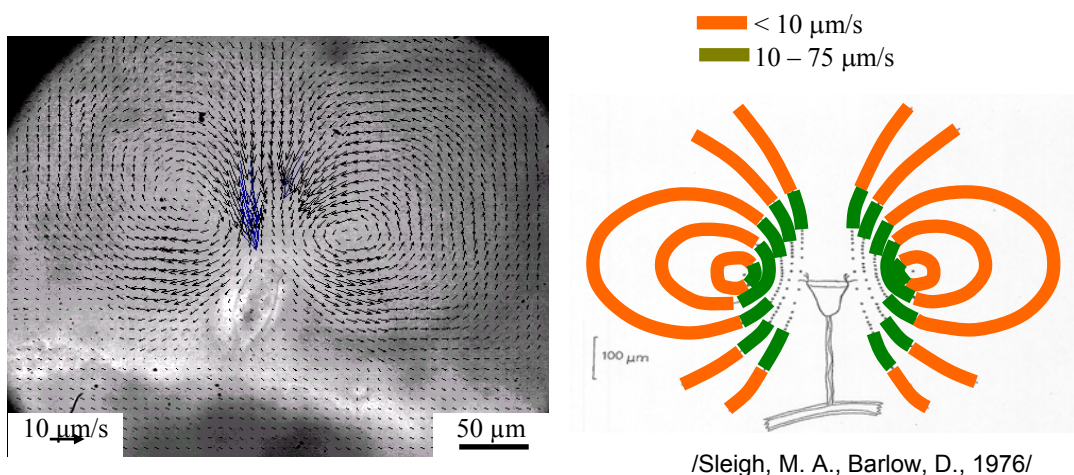 < 10 μm/s
10 – 75 μm/s
100 μm
10 μm/s
50 μm
/Sleigh, M. A., Barlow, D., 1976/